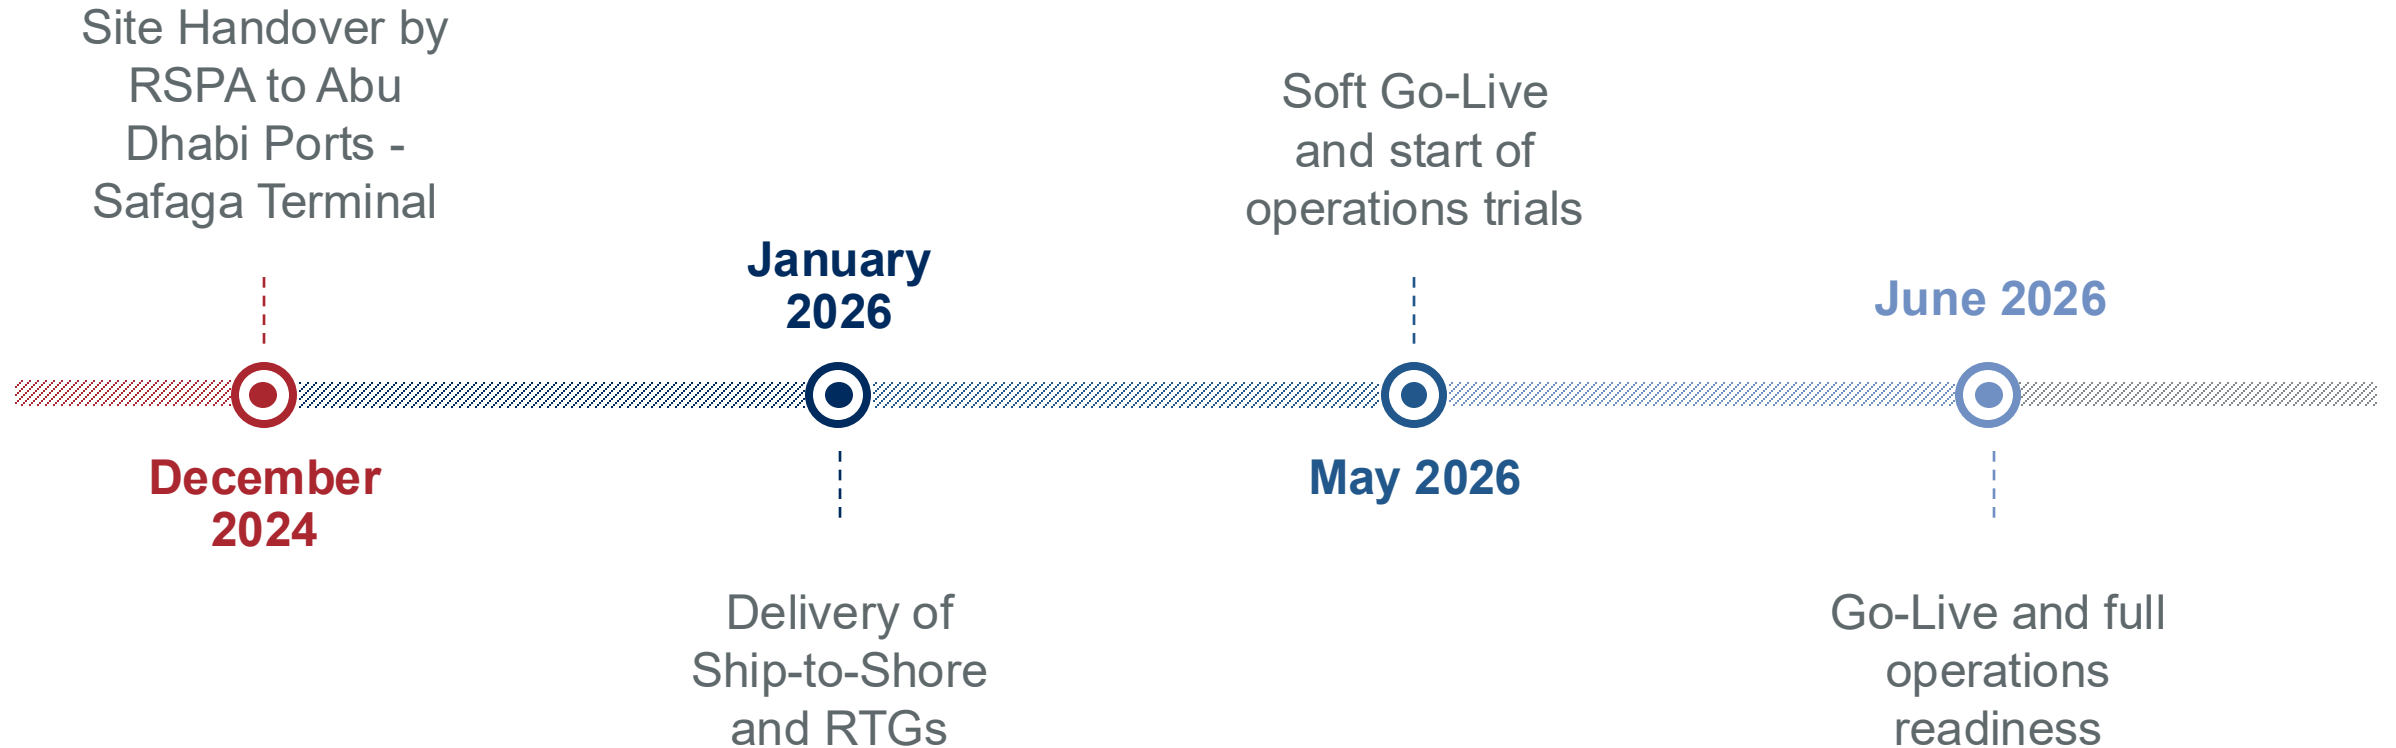 Site Handover by
RSPA to Abu
Dhabi Ports -
Safaga Terminal
December
2024
January
2026
Delivery of
Ship-to-Shore
and RTGs
Soft Go-Live
and start of
operations trials
May 2026
June 2026
Go-Live and full
operations
readiness